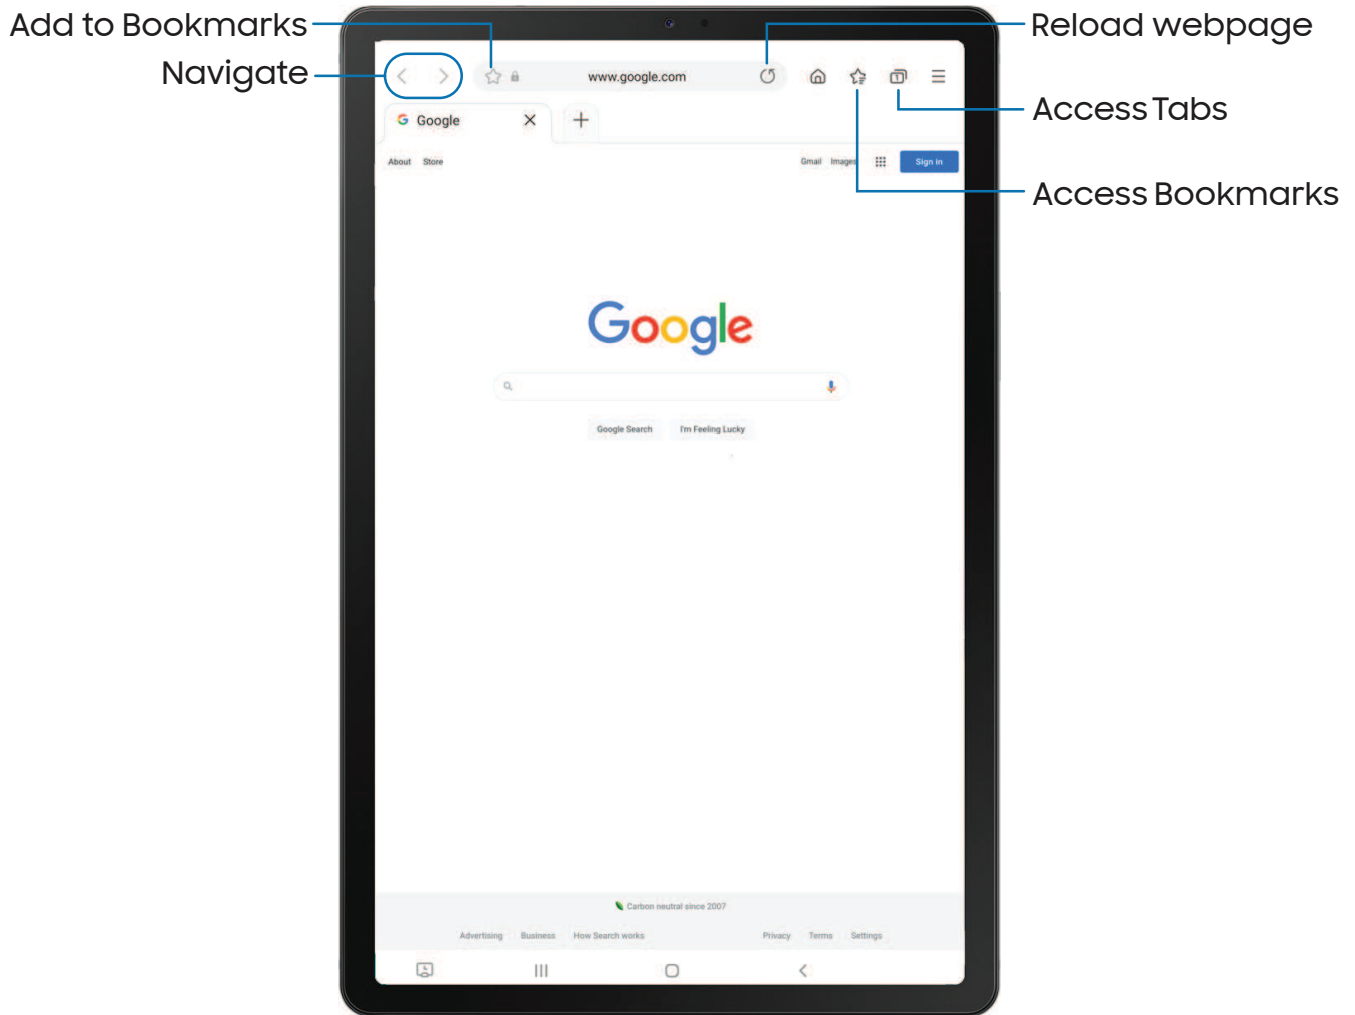 Add to Bookmarks
Reload webpage
Navigate
www.google.com
1
Access Tabs
Google
About Store
Gmail Images
Sign in
Access Bookmarks
Google
Google Search I'm Feeling Lucky
Carbon neutral since 2007
Advertising Business How Search works Privacy Terms Settings